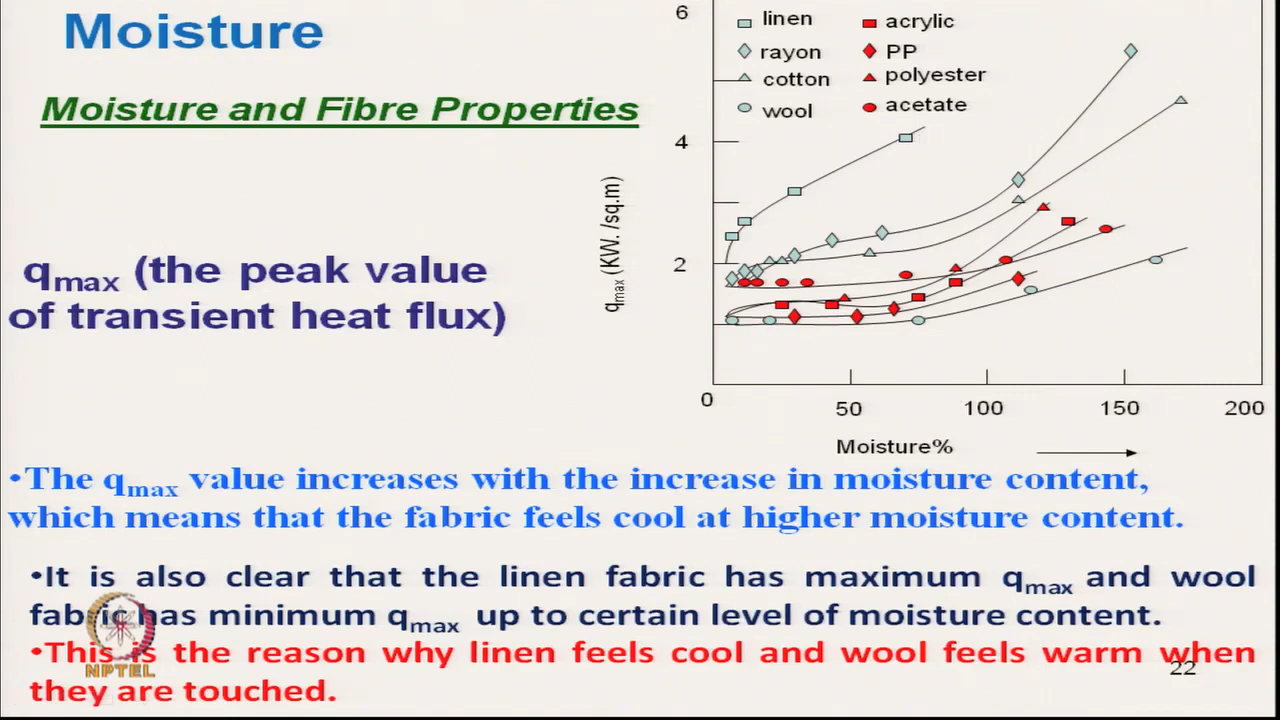 Moisture
Moisture and Fibre Properties
qmax (the peak value
of transient heat flux)
6
4
2
0
50
100
150
200
linen
rayon
cotton
wool
acrylic
PP
polyester
acetate
qmax (KW. /sq.m)
Moisture%
•The qmax value increases with the increase in moisture content,
which means that the fabric feels cool at higher moisture content.
•It is also clear that the linen fabric has maximum qmax and wool
fabric has minimum qmax up to certain level of moisture content.
•This is the reason why linen feels cool and wool feels warm when
they are touched.
NPTEL
22